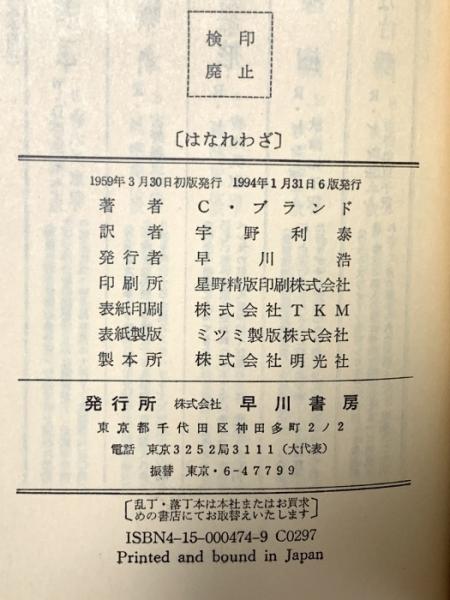 検印
廃止
〔はなれわざ〕
1959年3月30日初版発行 1994年1月31日6版発行
著者 C・ブランド
訳者 宇野利泰
発行者 早川浩
印刷所 星野精版印刷株式会社
表紙印刷 株式会社TKM
表紙製版 ミツミ製版株式会社
製本所 株式会社明光社
発行所 株式会社 早川書房
東京都千代田区神田多町2ノ2
電話 東京3252局3111(大代表)
振替 東京・6-47799
〔乱丁・落丁本は本社またはお買求
めの書店にてお取替えいたします〕
ISBN4-15-000474-9 C0297
Printed and bound in Japan